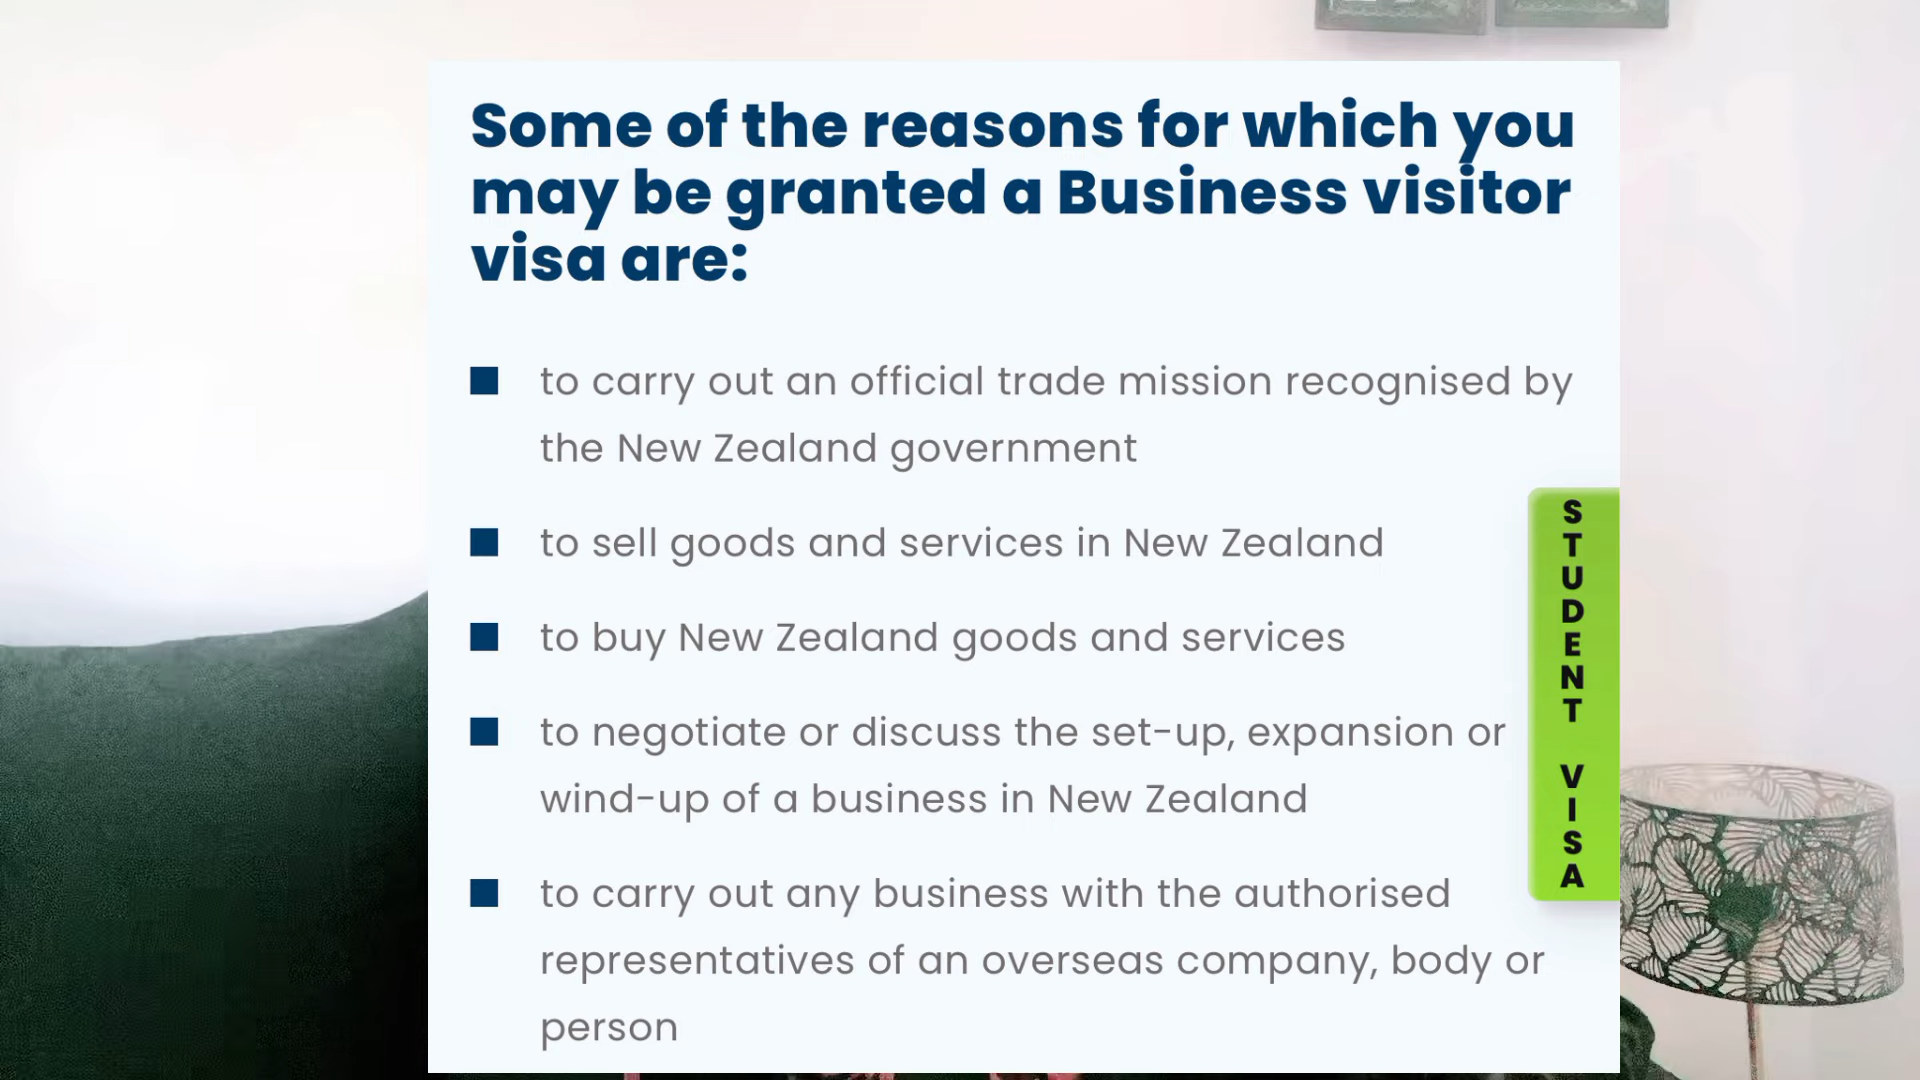 Some of the reasons for which you
may be granted a Business visitor
visa are:
to carry out an official trade mission recognised by
the New Zealand government
to sell goods and services in New Zealand
to buy New Zealand goods and services
to negotiate or discuss the set-up, expansion or
wind-up of a business in New Zealand
to carry out any business with the authorised
representatives of an overseas company, body or
person
STUDENT VISA